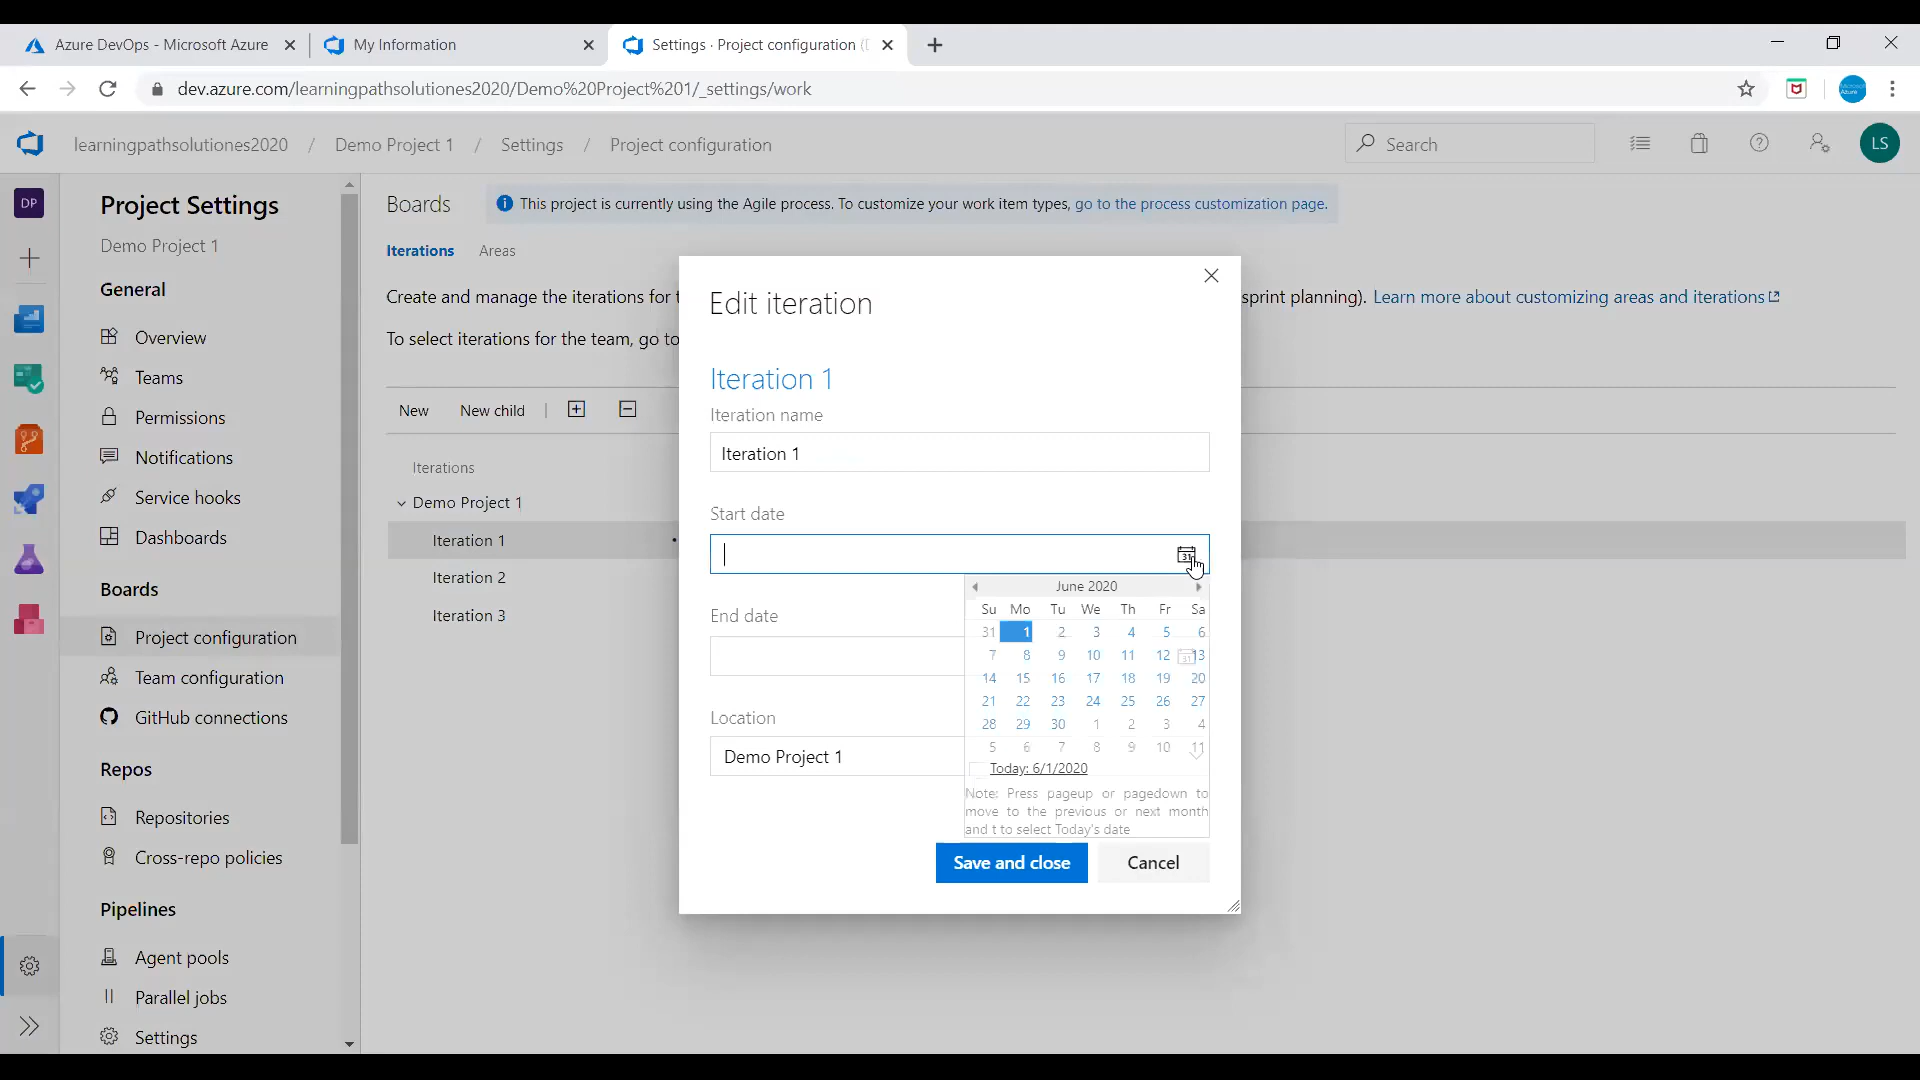 Azure DevOps - Microsoft Azure
My Information
Settings · Project configuration (
dev.azure.com/learningpathsolutiones2020/Demo%20Project%201/_settings/work
learningpathsolutiones2020 / Demo Project 1 / Settings / Project configuration
Search
LS
DP
Project Settings
Demo Project 1
General
Overview
Teams
Permissions
Notifications
Service hooks
Dashboards
Boards
Project configuration
Team configuration
GitHub connections
Repos
Repositories
Cross-repo policies
Pipelines
Agent pools
Parallel jobs
Settings
Boards
This project is currently using the Agile process. To customize your work item types, go to the process customization page.
Iterations Areas
Create and manage the iterations for t
sprint planning). Learn more about customizing areas and iterations
To select iterations for the team, go to
New New child
Iterations
Demo Project 1
Iteration 1
Iteration 2
Iteration 3
Edit iteration
Iteration 1
Iteration name
Iteration 1
Start date
End date
Location
Demo Project 1
June 2020
Su Mo Tu We Th Fr Sa
31 1 2 3 4 5 6
7 8 9 10 11 12 13
14 15 16 17 18 19 20
21 22 23 24 25 26 27
28 29 30 1 2 3 4
5 6 7 8 9 10 11
Today: 6/1/2020
Note: Press pageup or pagedown to
move to the previous or next month
and t to select Today's date
Save and close
Cancel